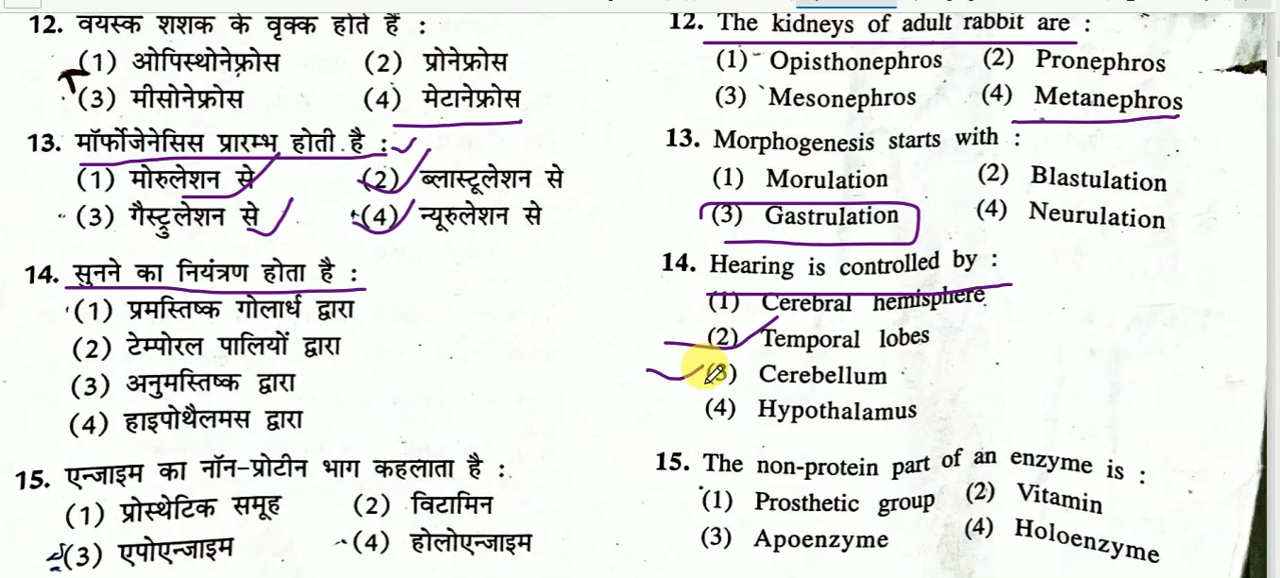 12. वयस्क शशक के वृक्क होते हैं :
(1) ओपिस्थोनेफ्रोस (2) प्रोनेफ्रोस
(3) मीसोनेफ्रोस (4) मेटानेफ्रोस
13. मॉर्फोजेनेसिस प्रारम्भ होती है :
(1) मोरुलेशन से (2) ब्लास्टूलेशन से
(3) गैस्ट्रुलेशन से (4) न्यूरुलेशन से
14. सुनने का नियंत्रण होता है :
(1) प्रमस्तिष्क गोलार्ध द्वारा
(2) टेम्पोरल पालियों द्वारा
(3) अनुमस्तिष्क द्वारा
(4) हाइपोथैलमस द्वारा
15. एन्जाइम का नॉन-प्रोटीन भाग कहलाता है :
(1) प्रोस्थेटिक समूह (2) विटामिन
(3) एपोएन्जाइम (4) होलोएन्जाइम
12. The kidneys of adult rabbit are :
(1) Opisthonephros (2) Pronephros
(3) Mesonephros (4) Metanephros
13. Morphogenesis starts with :
(1) Morulation (2) Blastulation
(3) Gastrulation (4) Neurulation
14. Hearing is controlled by :
(1) Cerebral hemisphere
(2) Temporal lobes
(3) Cerebellum
(4) Hypothalamus
15. The non-protein part of an enzyme is :
(1) Prosthetic group (2) Vitamin
(3) Apoenzyme (4) Holoenzyme